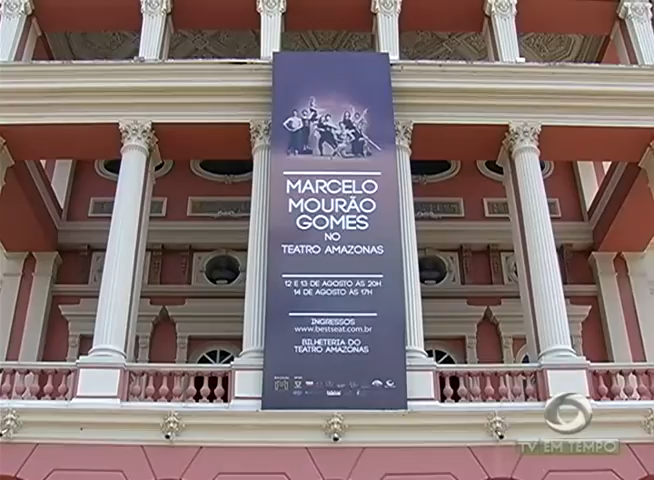 MARCELO
MOURÃO
GOMES
NO
TEATRO AMAZONAS
12 E 13 DE AGOSTO ÀS 20H
14 DE AGOSTO ÀS 17H
INGRESSOS
www.bestseat.com.br
BILHETERIA DO
TEATRO AMAZONAS
TV EM TEMPO